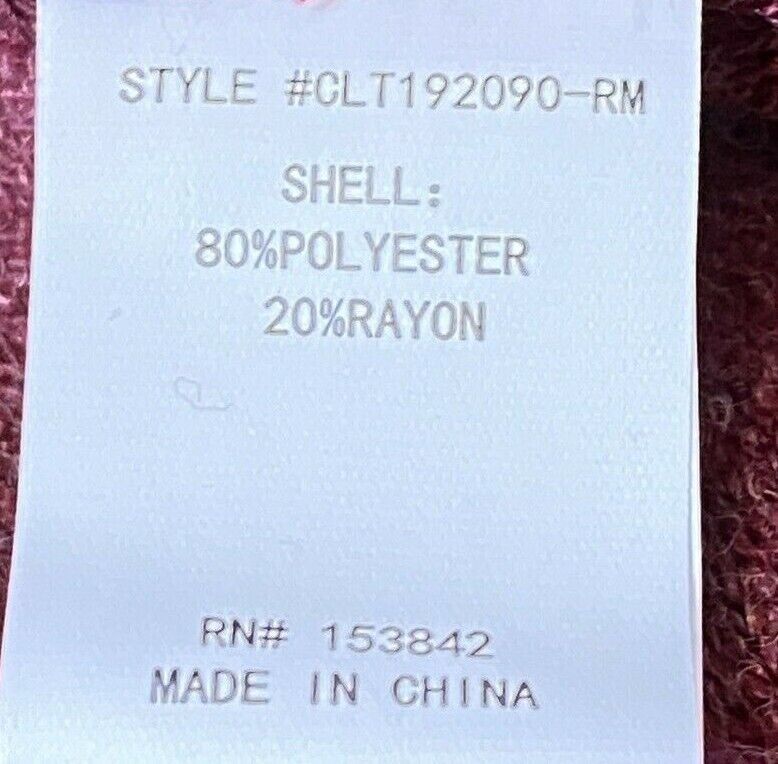 STYLE #CLT192090-RM
SHELL:
80%POLYESTER
20%RAYON
RN# 153842
MADE IN CHINA